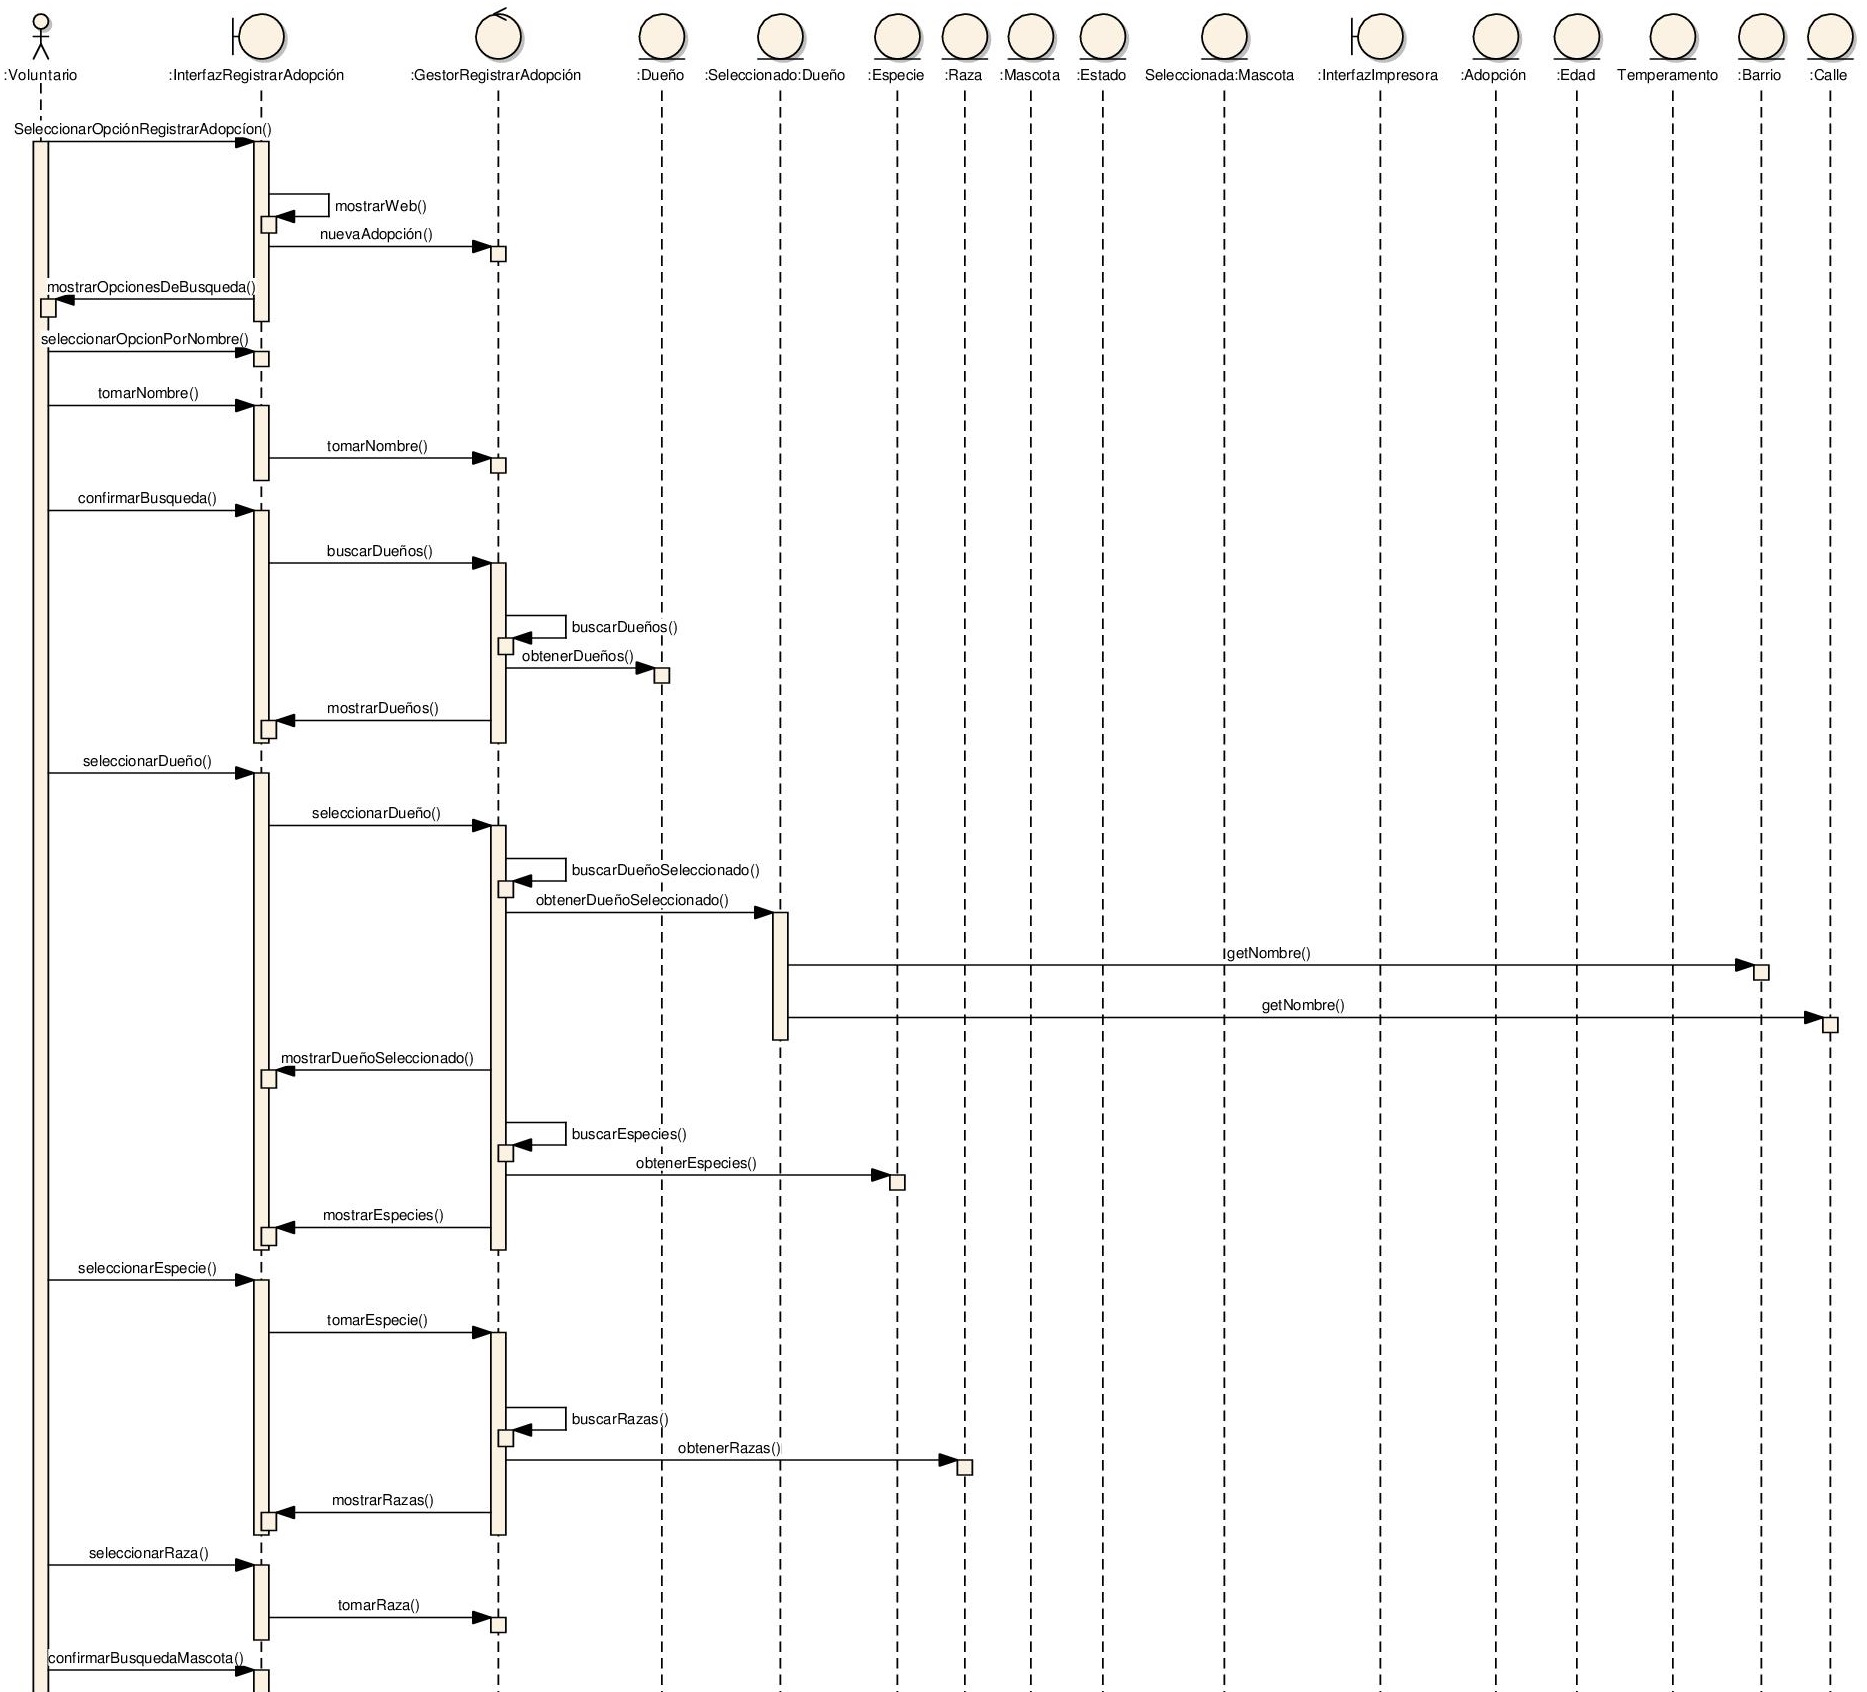 :Voluntario
:InterfazRegistrarAdopción
:GestorRegistrarAdopción
:Dueño
:Seleccionado:Dueño
:Especie
:Raza
:Mascota
:Estado
Seleccionada:Mascota
:InterfazImpresora
:Adopción
:Edad
Temperamento
:Barrio
:Calle
SeleccionarOpciónRegistrarAdopcíon()
mostrarWeb()
nuevaAdopción()
mostrarOpcionesDeBusqueda()
seleccionarOpcionPorNombre()
tomarNombre()
tomarNombre()
confirmarBusqueda()
buscarDueños()
buscarDueños()
obtenerDueños()
mostrarDueños()
seleccionarDueño()
seleccionarDueño()
buscarDueñoSeleccionado()
obtenerDueñoSeleccionado()
getNombre()
getNombre()
mostrarDueñoSeleccionado()
buscarEspecies()
obtenerEspecies()
mostrarEspecies()
seleccionarEspecie()
tomarEspecie()
buscarRazas()
obtenerRazas()
mostrarRazas()
seleccionarRaza()
tomarRaza()
confirmarBusquedaMascota()